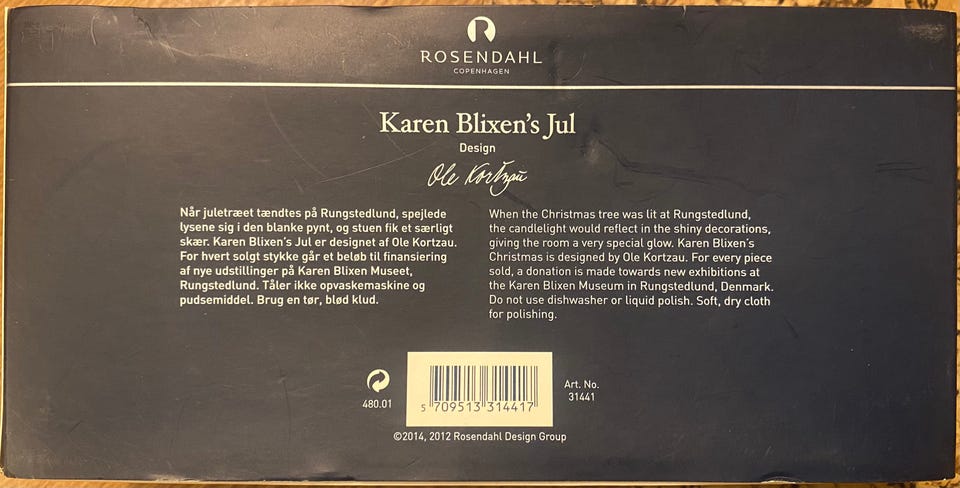 ROSENDAHL
COPENHAGEN
Karen Blixen's Jul
Design
Ole Kortzau
Når juletræet tændtes på Rungstedlund, spejlede
lysene sig i den blanke pynt, og stuen fik et særligt
skær. Karen Blixen's Jul er designet af Ole Kortzau.
For hvert solgt stykke går et beløb til finansiering
af nye udstillinger på Karen Blixen Museet,
Rungstedlund. Tåler ikke opvaskemaskine og
pudsemiddel. Brug en tør, blød klud.
When the Christmas tree was lit at Rungstedlund,
the candlelight would reflect in the shiny decorations,
giving the room a very special glow. Karen Blixen's
Christmas is designed by Ole Kortzau. For every piece
sold, a donation is made towards new exhibitions at
the Karen Blixen Museum in Rungstedlund, Denmark.
Do not use dishwasher or liquid polish. Soft, dry cloth
for polishing.
480.01
5 709513 314417
Art. No.
31441
©2014, 2012 Rosendahl Design Group